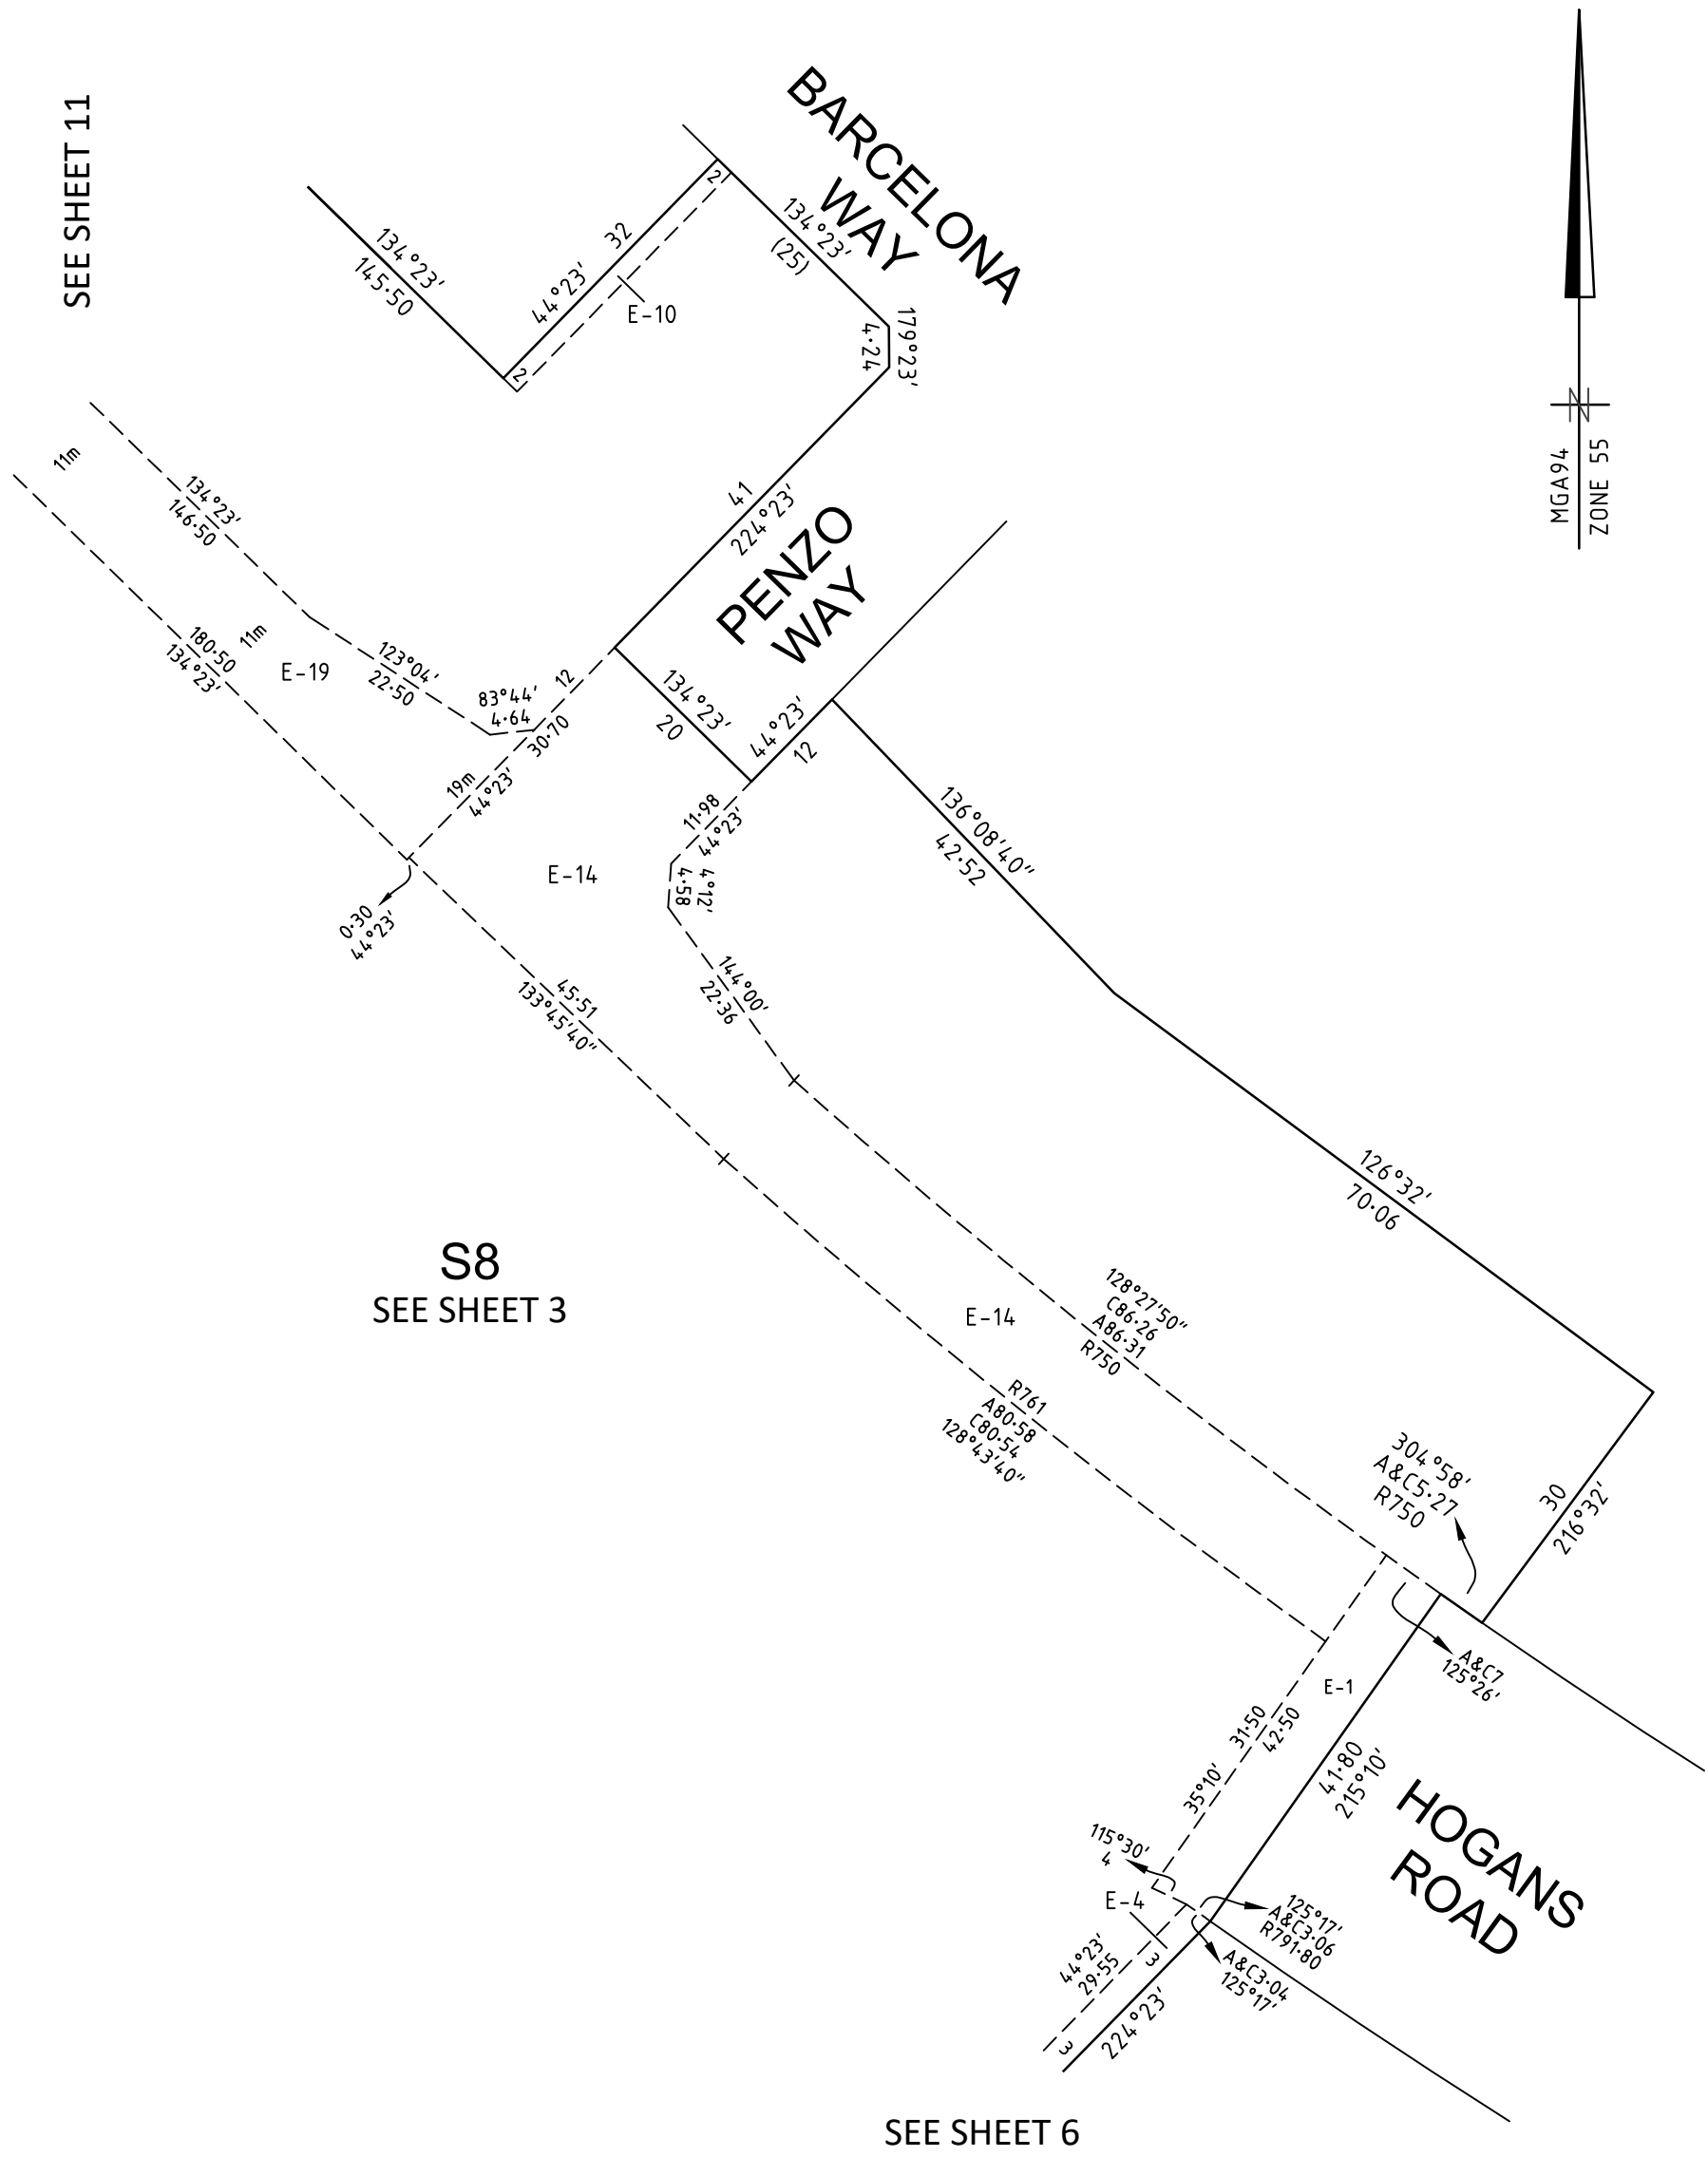 SEE SHEET 11
BARCELONA
WAY
134°23'
145·50
44°23'
32
2
2
E-10
134°23'
(25)
179°23'
4·24
MGA94
ZONE 55
N
11m
134°23'
146·50
41
224°23'
PENZO
WAY
180·50
134°23'
11m
E-19
123°04'
22·50
83°44'
4·64
12
30·70
19m
44°23'
134°23'
20
44°23'
12
11·98
44°23'
4°12'
4·58
E-14
0·30
44°23'
136°08'40"
42·52
144°00'
22·36
45·51
133°45'40"
126°32'
70·06
S8
SEE SHEET 3
E-14
128°27'50"
C86·26
A86·31
R750
R761
A80·58
C80·54
128°43'40"
304°58'
A&C5·27
R750
30
216°32'
A&C7
125°26'
E-1
31·50
42·50
35°10'
41·80
215°10'
HOGANS
ROAD
115°30'
4
E-4
125°17'
A&C3·06
R791·80
A&C3·04
125°17'
3
44°23'
29·55
3
224°23'
SEE SHEET 6